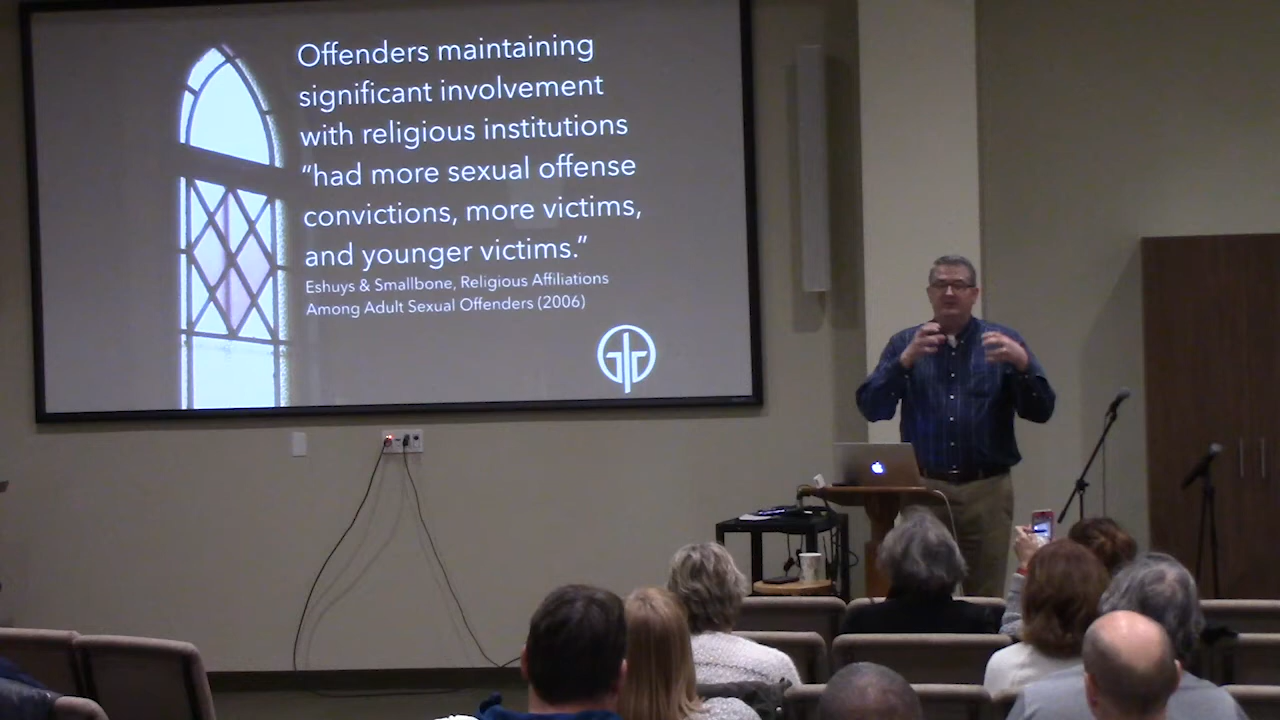 Offenders maintaining
significant involvement
with religious institutions
“had more sexual offense
convictions, more victims,
and younger victims.”
Eshuys & Smallbone, Religious Affiliations
Among Adult Sexual Offenders (2006)